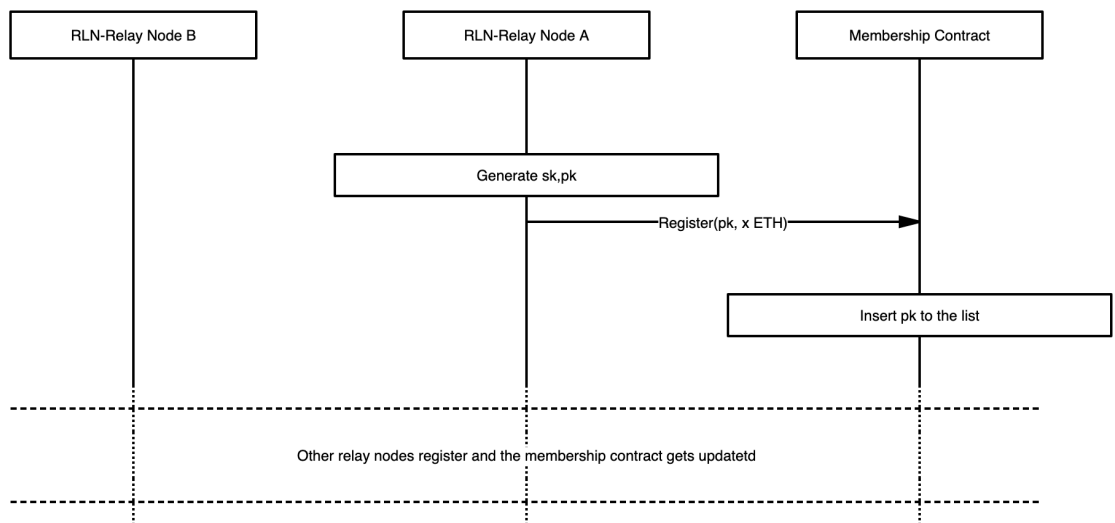 RLN-Relay Node B
RLN-Relay Node A
Membership Contract
Generate sk,pk
Register(pk, x ETH)
Insert pk to the list
Other relay nodes register and the membership contract gets updatetd